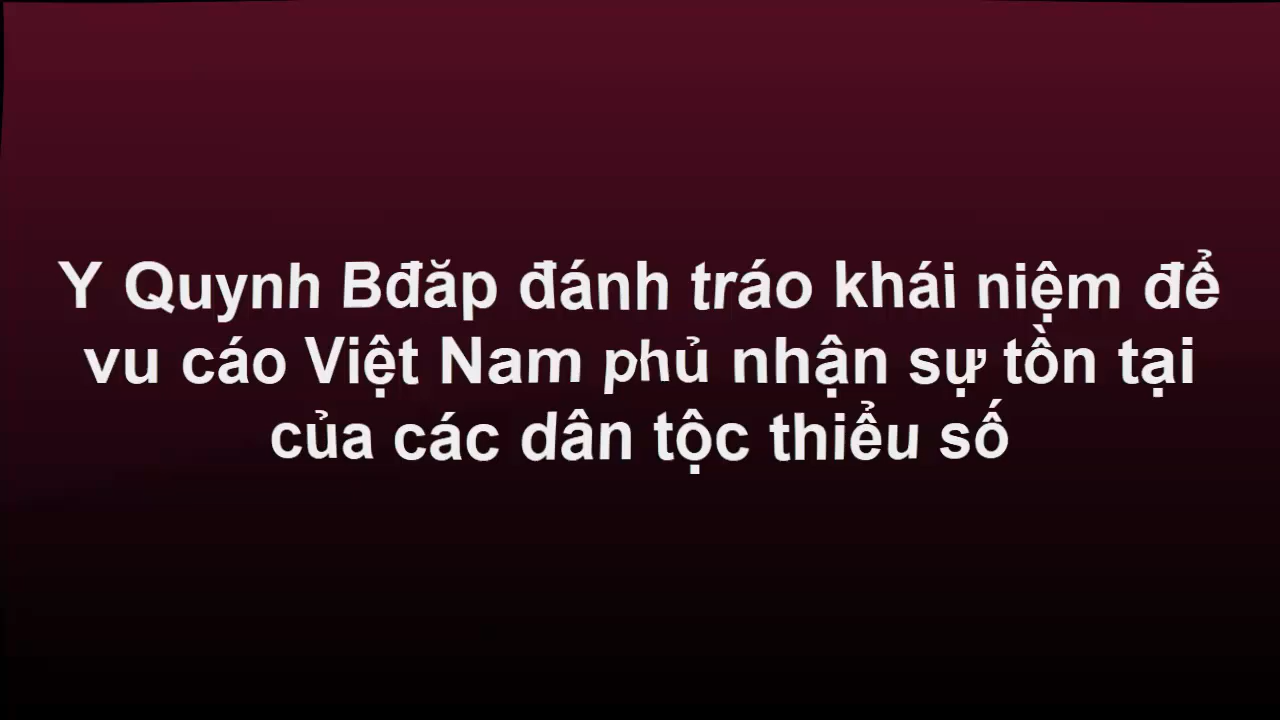 Y Quynh Bđăp đánh tráo khái niệm để
vu cáo Việt Nam phủ nhận sự tồn tại
của các dân tộc thiểu số